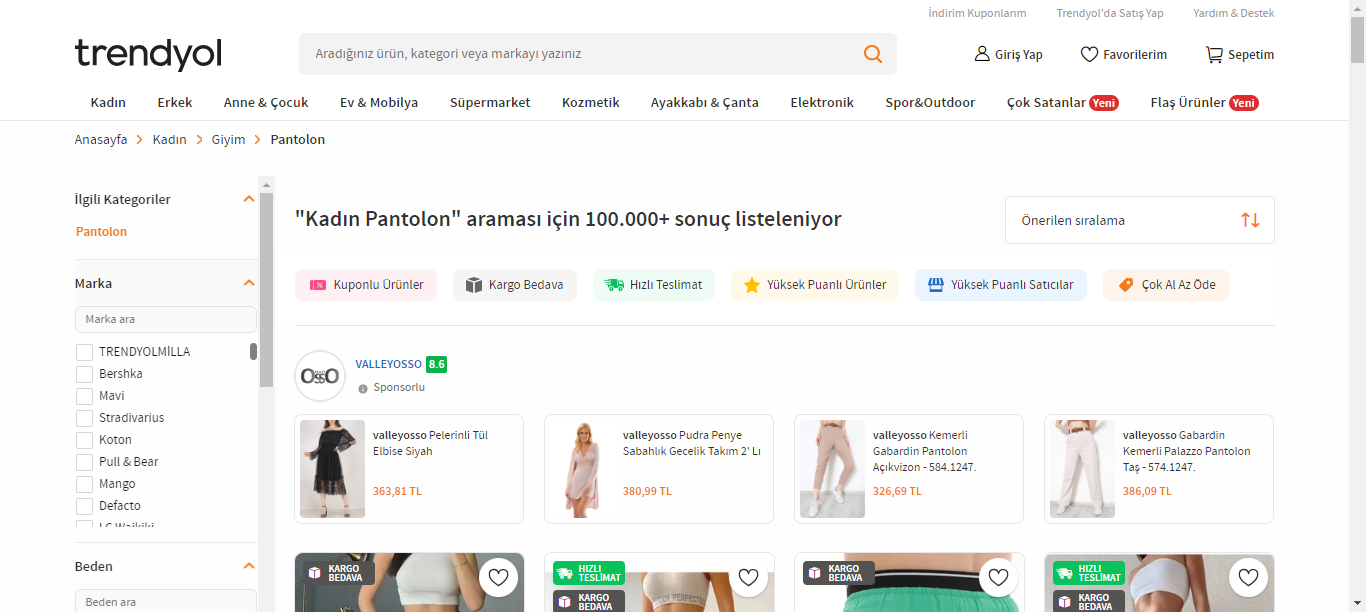 İndirim Kuponlarım Trendyol'da Satış Yap Yardım & Destek
trendyol
Aradığınız ürün, kategori veya markayı yazınız
Giriş Yap Favorilerim Sepetim
Kadın Erkek Anne & Çocuk Ev & Mobilya Süpermarket Kozmetik Ayakkabı & Çanta Elektronik Spor&Outdoor Çok Satanlar Yeni Flaş Ürünler Yeni
Anasayfa > Kadın > Giyim > Pantolon
İlgili Kategoriler
Pantolon
Marka
Marka ara
TRENDYOLMİLLA
Bershka
Mavi
Stradivarius
Koton
Pull & Bear
Mango
Defacto
LC Waikiki
Beden
Beden ara
"Kadın Pantolon" araması için 100.000+ sonuç listeleniyor
Önerilen sıralama
Kuponlu Ürünler Kargo Bedava Hızlı Teslimat Yüksek Puanlı Ürünler Yüksek Puanlı Satıcılar Çok Al Az Öde
OSSO
VALLEYOSSO 8.6
Sponsorlu
valleyosso Pelerinli Tül
Elbise Siyah
363,81 TL
valleyosso Pudra Penye
Sabahlık Gecelik Takım 2' Lı
380,99 TL
valleyosso Kemerli
Gabardin Pantolon
Açıkvizon - 584.1247.
326,69 TL
valleyosso Gabardin
Kemerli Palazzo Pantolon
Taş - 574.1247.
386,09 TL
KARGO
BEDAVA
HIZLI
TESLİMAT
KARGO
BEDAVA
KARGO
BEDAVA
HIZLI
TESLİMAT
KARGO
BEDAVA